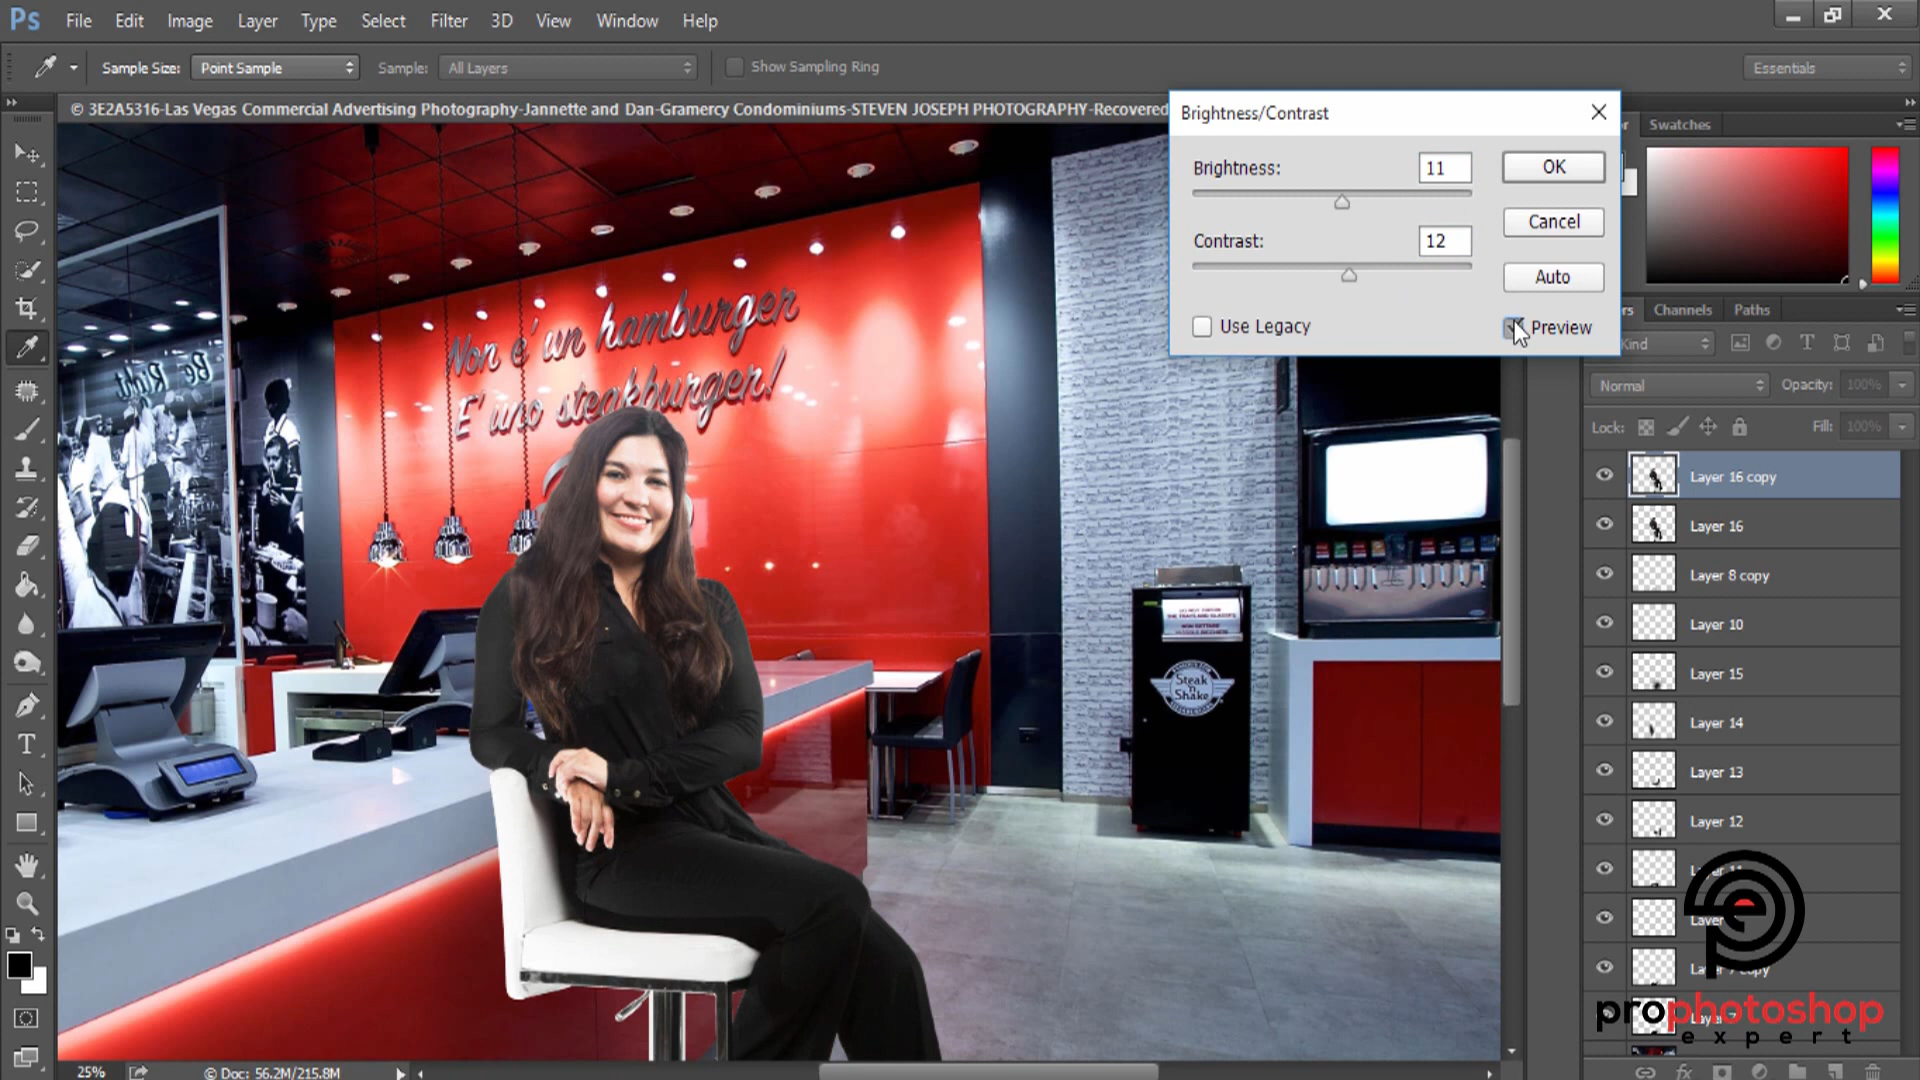 Ps File Edit Image Layer Type Select Filter 3D View Window Help
Sample Size: Point Sample Sample: All Layers Show Sampling Ring Essentials
© 3E2A5316-Las Vegas Commercial Advertising Photography-Jannette and Dan-Gramercy Condominiums-STEVEN JOSEPH PHOTOGRAPHY-Recovered
Brightness/Contrast
Brightness: 11
OK
Cancel
Contrast: 12
Auto
Use Legacy
Preview
Swatches
Channels Paths
Kind
Normal Opacity: 100%
Lock: Fill: 100%
Layer 16 copy
Layer 16
Layer 8 copy
Layer 10
Layer 15
Layer 14
Layer 13
Layer 12
Layer 11
Non è un hamburger
E' uno steakburger!
Be Right
Steak
'n
Shake
prophotoshop
expert
25% © Doc: 56.2M/215.8M